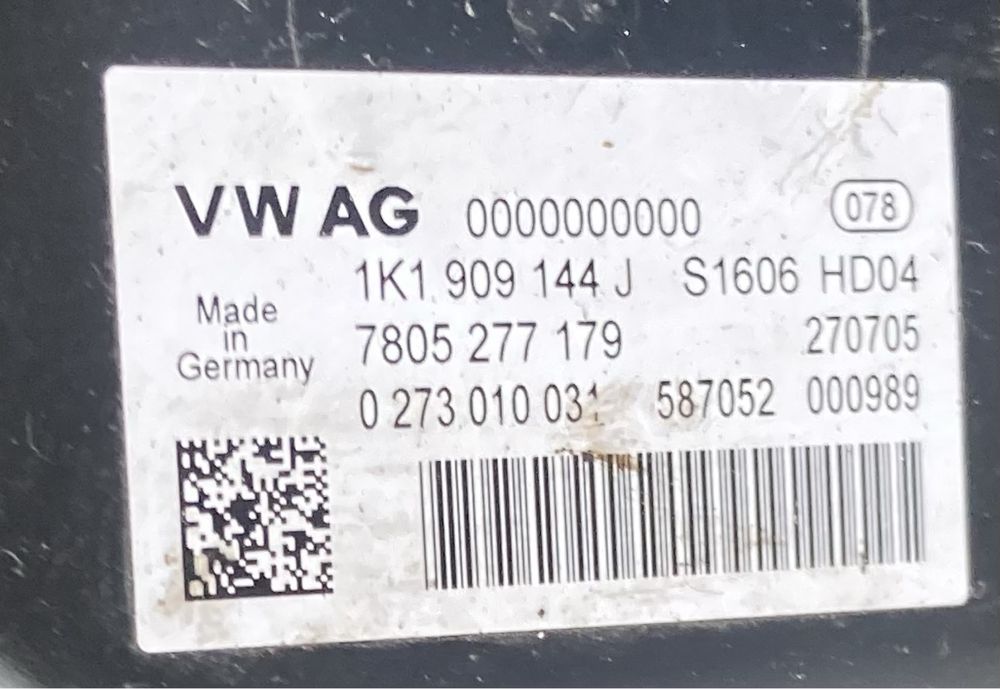 VW AG 0000000000 078
1K1 909 144 J S1606 HD04
Made
in
Germany
7805 277 179 270705
0 273 010 031 587052 000989